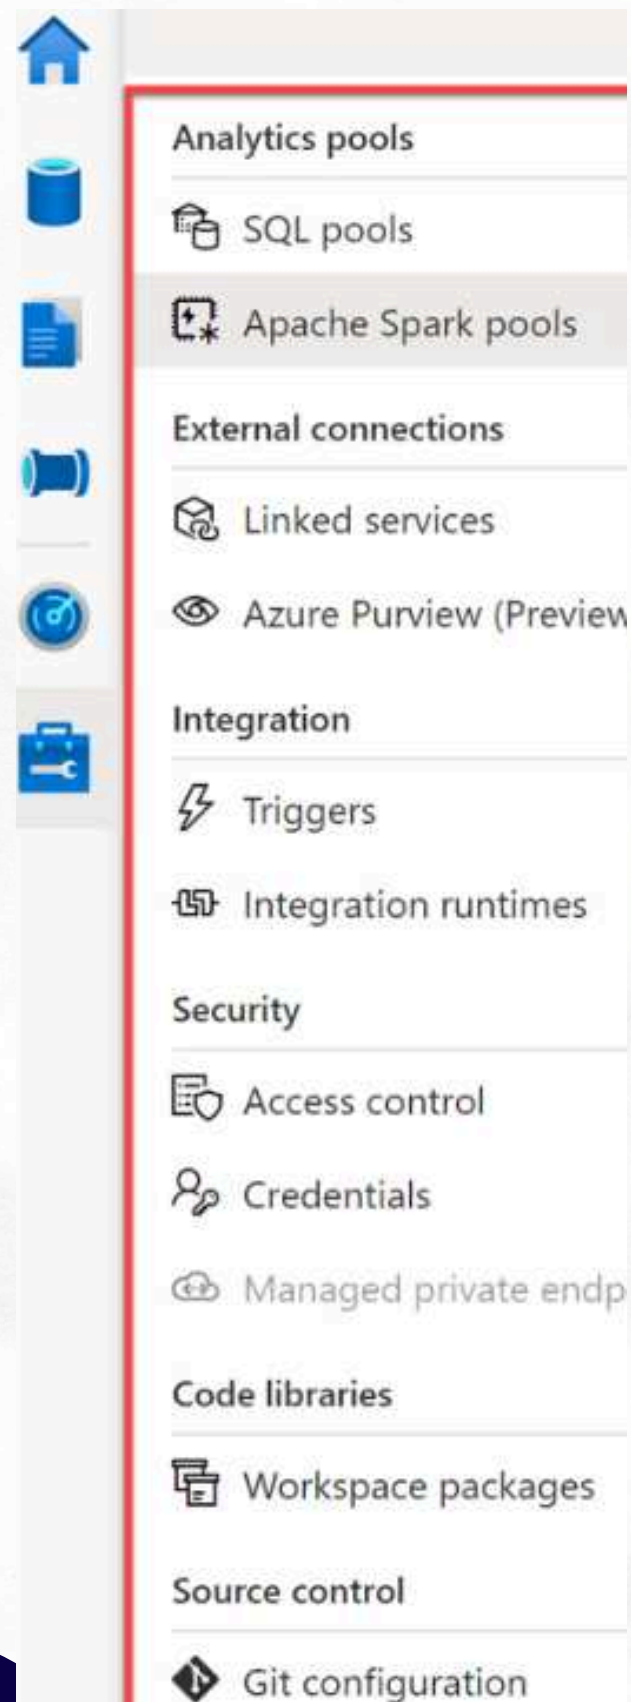 Analytics pools
SQL pools
Apache Spark pools
External connections
Linked services
Azure Purview (Preview
Integration
Triggers
Integration runtimes
Security
Access control
Credentials
Managed private endp
Code libraries
Workspace packages
Source control
Git configuration